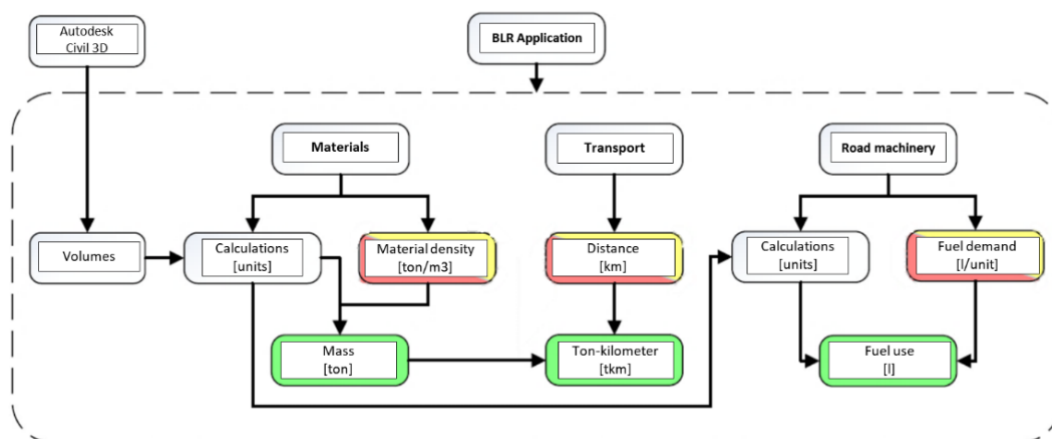 Autodesk
Civil 3D
BLR Application
Materials
Transport
Road machinery
Volumes
Calculations
[units]
Material density
[ton/m3]
Distance
[km]
Calculations
[units]
Fuel demand
[l/unit]
Mass
[ton]
Ton-kilometer
[tkm]
Fuel use
[l]